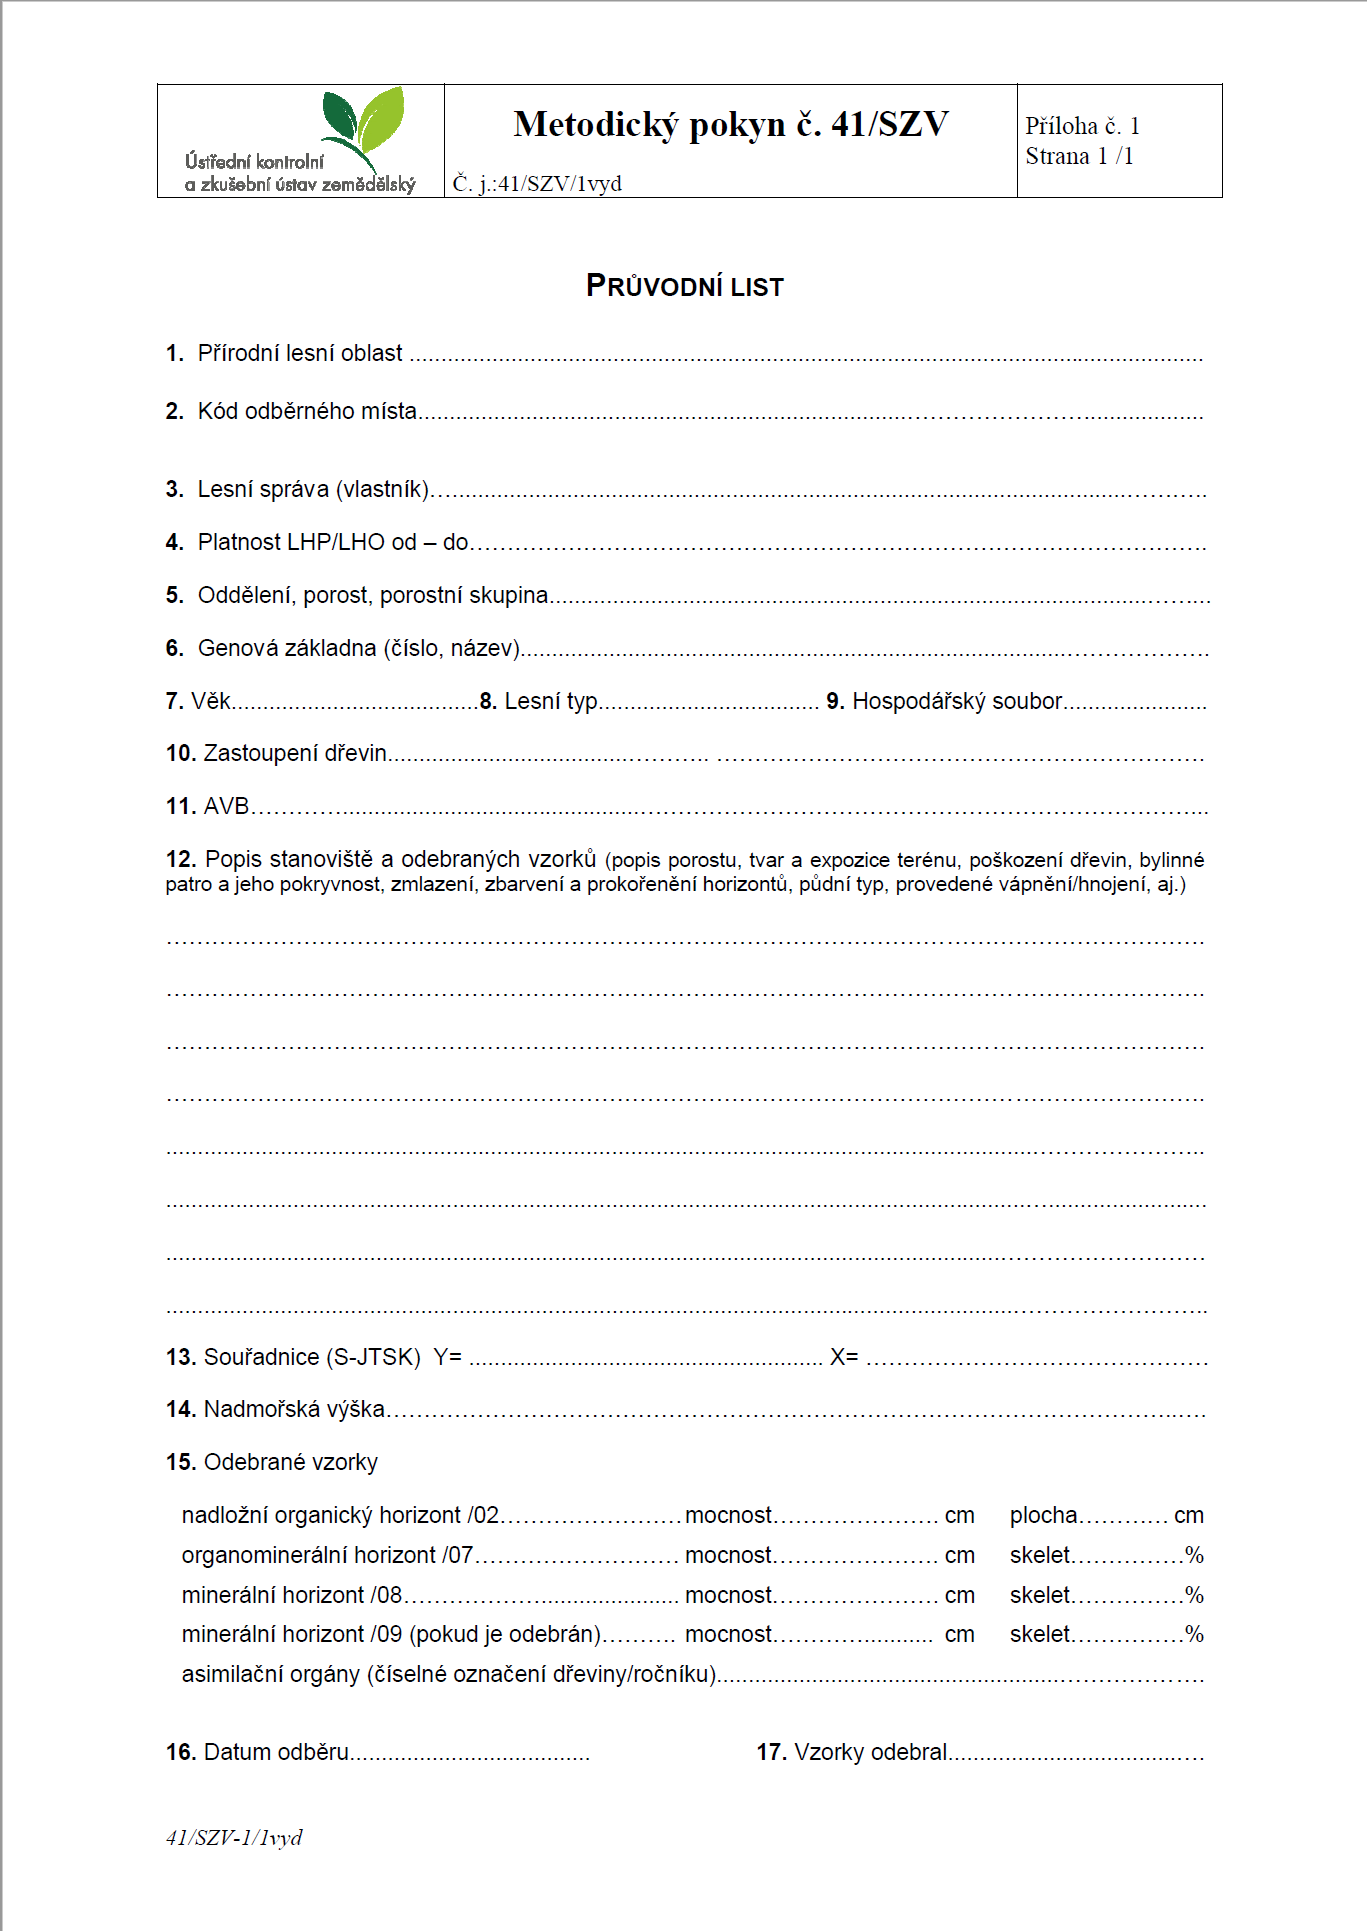 Ústřední kontrolní
a zkušební ústav zemědělský
Metodický pokyn č. 41/SZV
Č. j.:41/SZV/1vyd
Příloha č. 1
Strana 1 /1
PRŮVODNÍ LIST
1. Přírodní lesní oblast ..........
2. Kód odběrného místa..........
3. Lesní správa (vlastník)..........
4. Platnost LHP/LHO od – do..........
5. Oddělení, porost, porostní skupina..........
6. Genová základna (číslo, název)..........
7. Věk..........8. Lesní typ.......... 9. Hospodářský soubor..........
10. Zastoupení dřevin..........
11. AVB..........
12. Popis stanoviště a odebraných vzorků (popis porostu, tvar a expozice terénu, poškození dřevin, bylinné
patro a jeho pokryvnost, zmlazení, zbarvení a prokořenění horizontů, půdní typ, provedené vápnění/hnojení, aj.)
13. Souřadnice (S-JTSK) Y= .......... X= ..........
14. Nadmořská výška..........
15. Odebrané vzorky
nadložní organický horizont /02..........mocnost.......... cm plocha.......... cm
organominerální horizont /07.......... mocnost.......... cm skelet..........%
minerální horizont /08.......... mocnost.......... cm skelet..........%
minerální horizont /09 (pokud je odebrán).......... mocnost.......... cm skelet..........%
asimilační orgány (číselné označení dřeviny/ročníku)..........
16. Datum odběru.......... 17. Vzorky odebral..........
41/SZV-1/1vyd